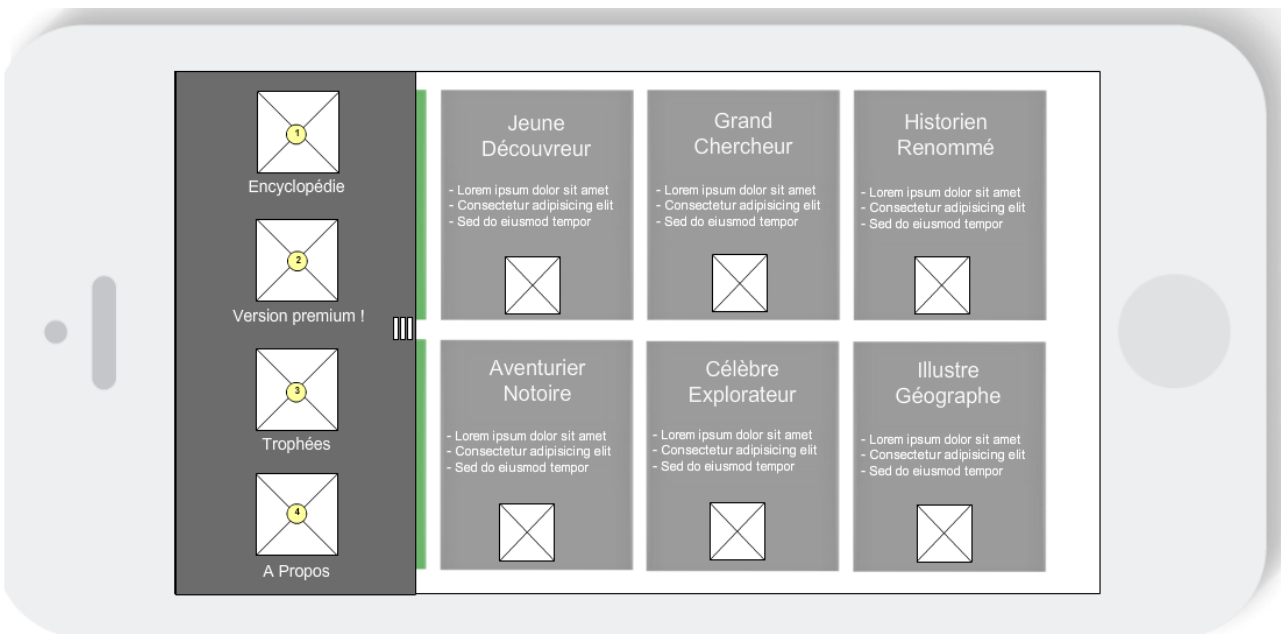 1
Encyclopédie
2
Version premium !
3
Trophées
4
A Propos
Jeune
Découvreur
- Lorem ipsum dolor sit amet
- Consectetur adipisicing elit
- Sed do eiusmod tempor
Grand
Chercheur
- Lorem ipsum dolor sit amet
- Consectetur adipisicing elit
- Sed do eiusmod tempor
Historien
Renommé
- Lorem ipsum dolor sit amet
- Consectetur adipisicing elit
- Sed do eiusmod tempor
Aventurier
Notoire
- Lorem ipsum dolor sit amet
- Consectetur adipisicing elit
- Sed do eiusmod tempor
Célèbre
Explorateur
- Lorem ipsum dolor sit amet
- Consectetur adipisicing elit
- Sed do eiusmod tempor
Illustre
Géographe
- Lorem ipsum dolor sit amet
- Consectetur adipisicing elit
- Sed do eiusmod tempor